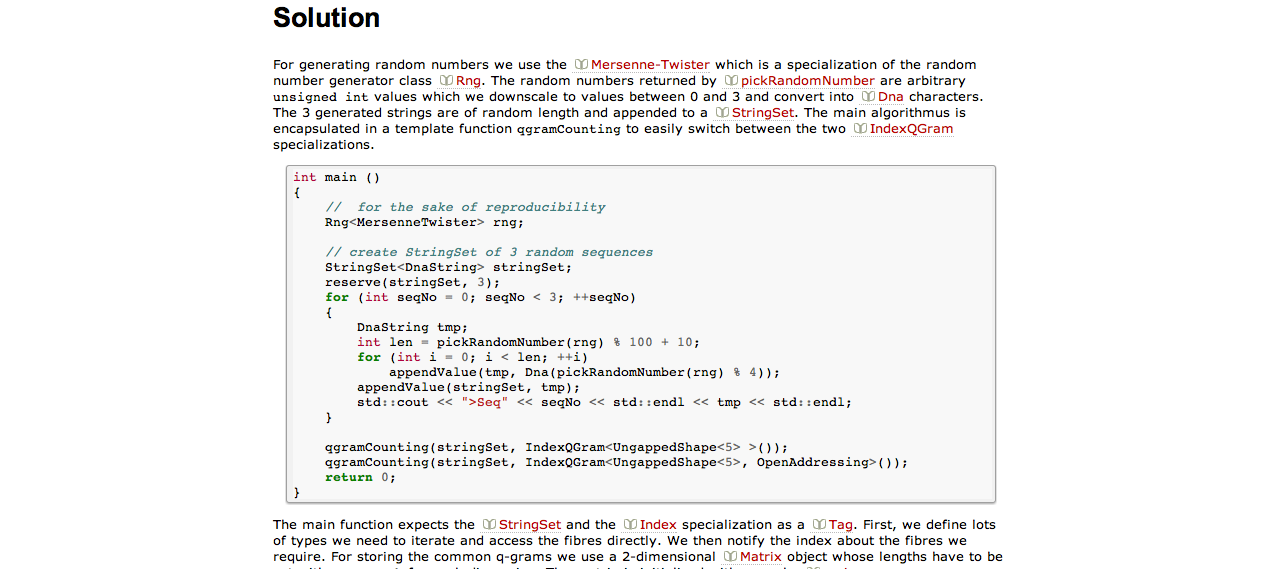 Solution
For generating random numbers we use the Mersenne-Twister which is a specialization of the random
number generator class Rng. The random numbers returned by pickRandomNumber are arbitrary
unsigned int values which we downscale to values between 0 and 3 and convert into Dna characters.
The 3 generated strings are of random length and appended to a StringSet. The main algorithmus is
encapsulated in a template function qgramCounting to easily switch between the two IndexQGram
specializations.
int main ()
{
    //  for the sake of reproducibility
    Rng<MersenneTwister> rng;

    // create StringSet of 3 random sequences
    StringSet<DnaString> stringSet;
    reserve(stringSet, 3);
    for (int seqNo = 0; seqNo < 3; ++seqNo)
    {
        DnaString tmp;
        int len = pickRandomNumber(rng) % 100 + 10;
        for (int i = 0; i < len; ++i)
            appendValue(tmp, Dna(pickRandomNumber(rng) % 4));
        appendValue(stringSet, tmp);
        std::cout << ">Seq" << seqNo << std::endl << tmp << std::endl;
    }

    qgramCounting(stringSet, IndexQGram<UngappedShape<5> >());
    qgramCounting(stringSet, IndexQGram<UngappedShape<5>, OpenAddressing>());
    return 0;
}
The main function expects the StringSet and the Index specialization as a Tag. First, we define lots
of types we need to iterate and access the fibres directly. We then notify the index about the fibres we
require. For storing the common q-grams we use a 2-dimensional Matrix object whose lengths have to be